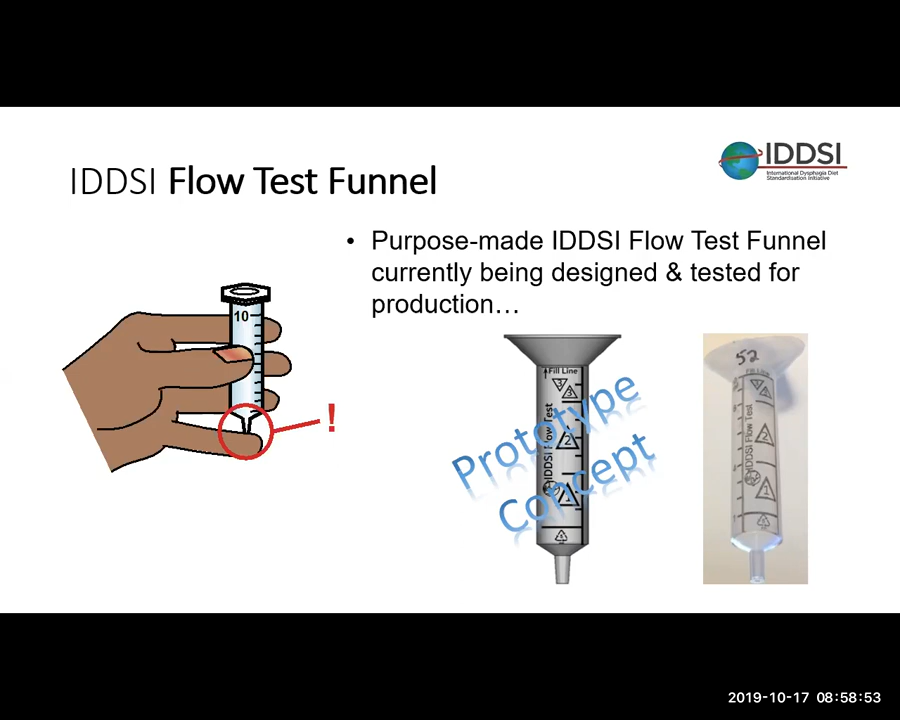 IDDSI Flow Test Funnel
IDDSI
International Dysphagia Diet
Standardisation Initiative
• Purpose-made IDDSI Flow Test Funnel
currently being designed & tested for
production…
10
!
Fill Line
3
3
2
1
IDDSI Flow Test
Prototype
Concept
52
Fill Line
2
1
IDDSI Flow Test
2019-10-17 08:58:53